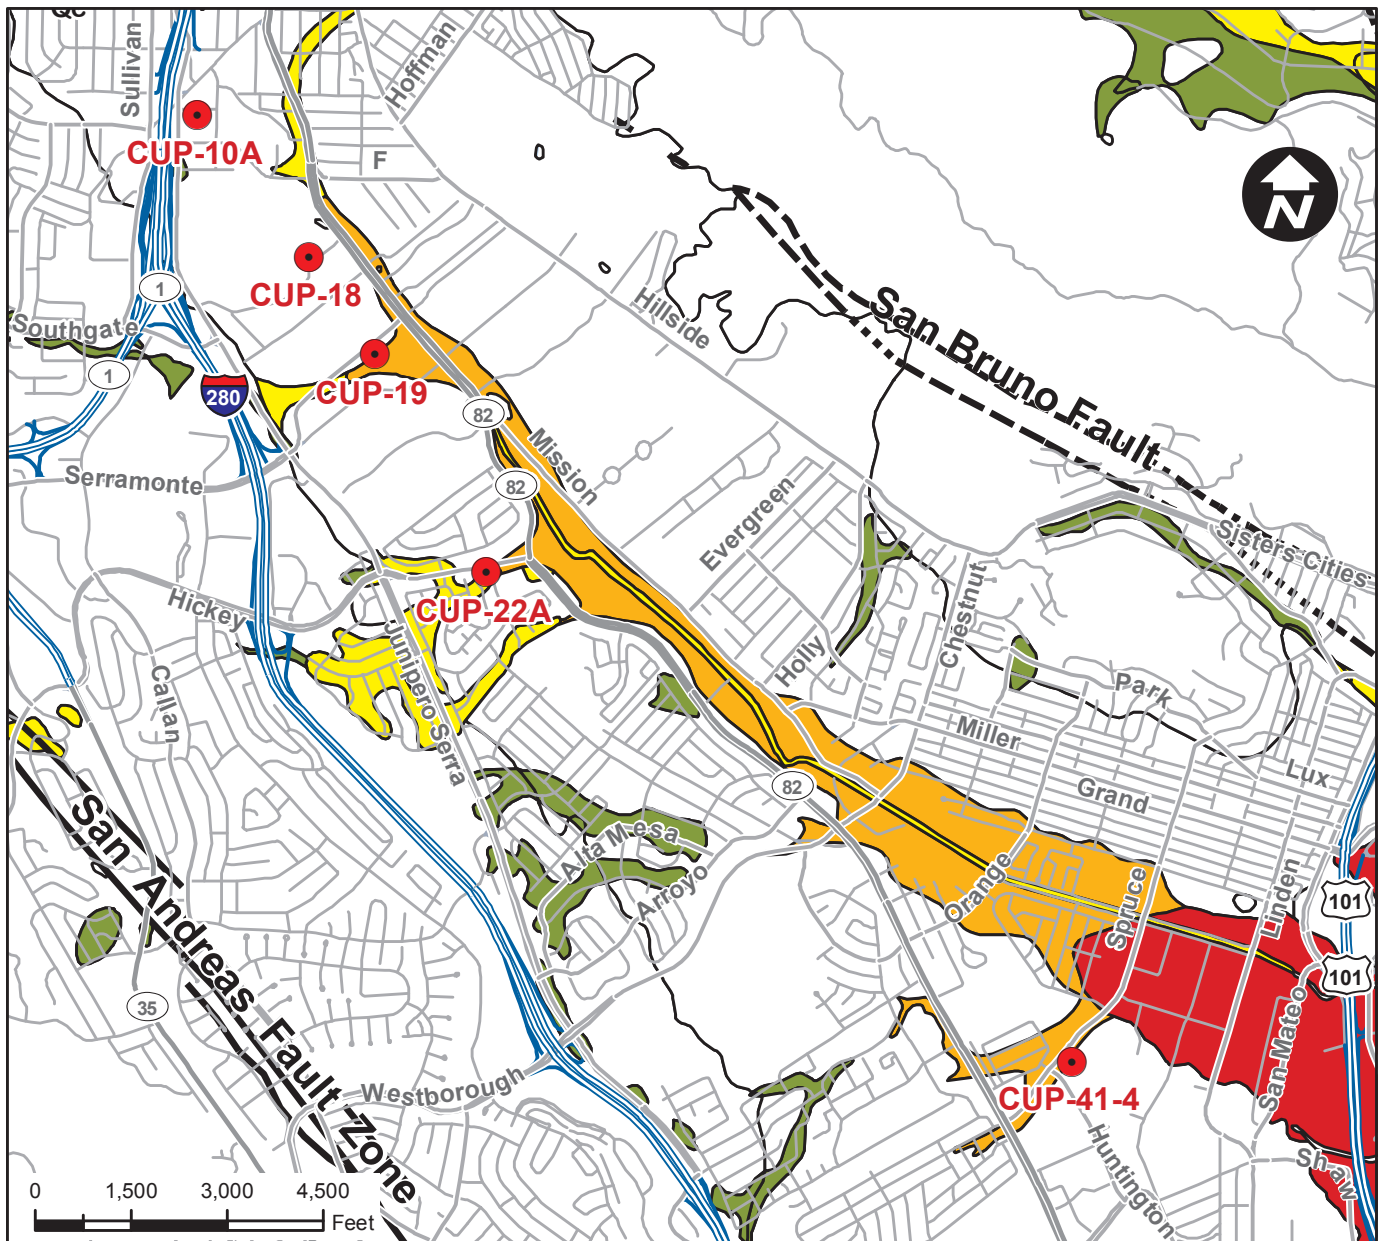 QC
Sullivan
Hoffman
CUP-10A
F
N
CUP-18
1
Southgate
Hillside
San Bruno Fault
1
280
CUP-19
82
Mission
Serramonte
82
Evergreen
Sisters Cities
Hickey
CUP-22A
Chestnut
Junipero Serra
Holly
Callan
Park
Miller
Lux
82
Grand
San Andreas Fault Zone
Alta Mesa
Arroyo
Orange
Spruce
Linden
101
101
35
San Mateo
CUP-41-4
Westborough
Huntington
Shaw
0 1,500 3,000 4,500
Feet